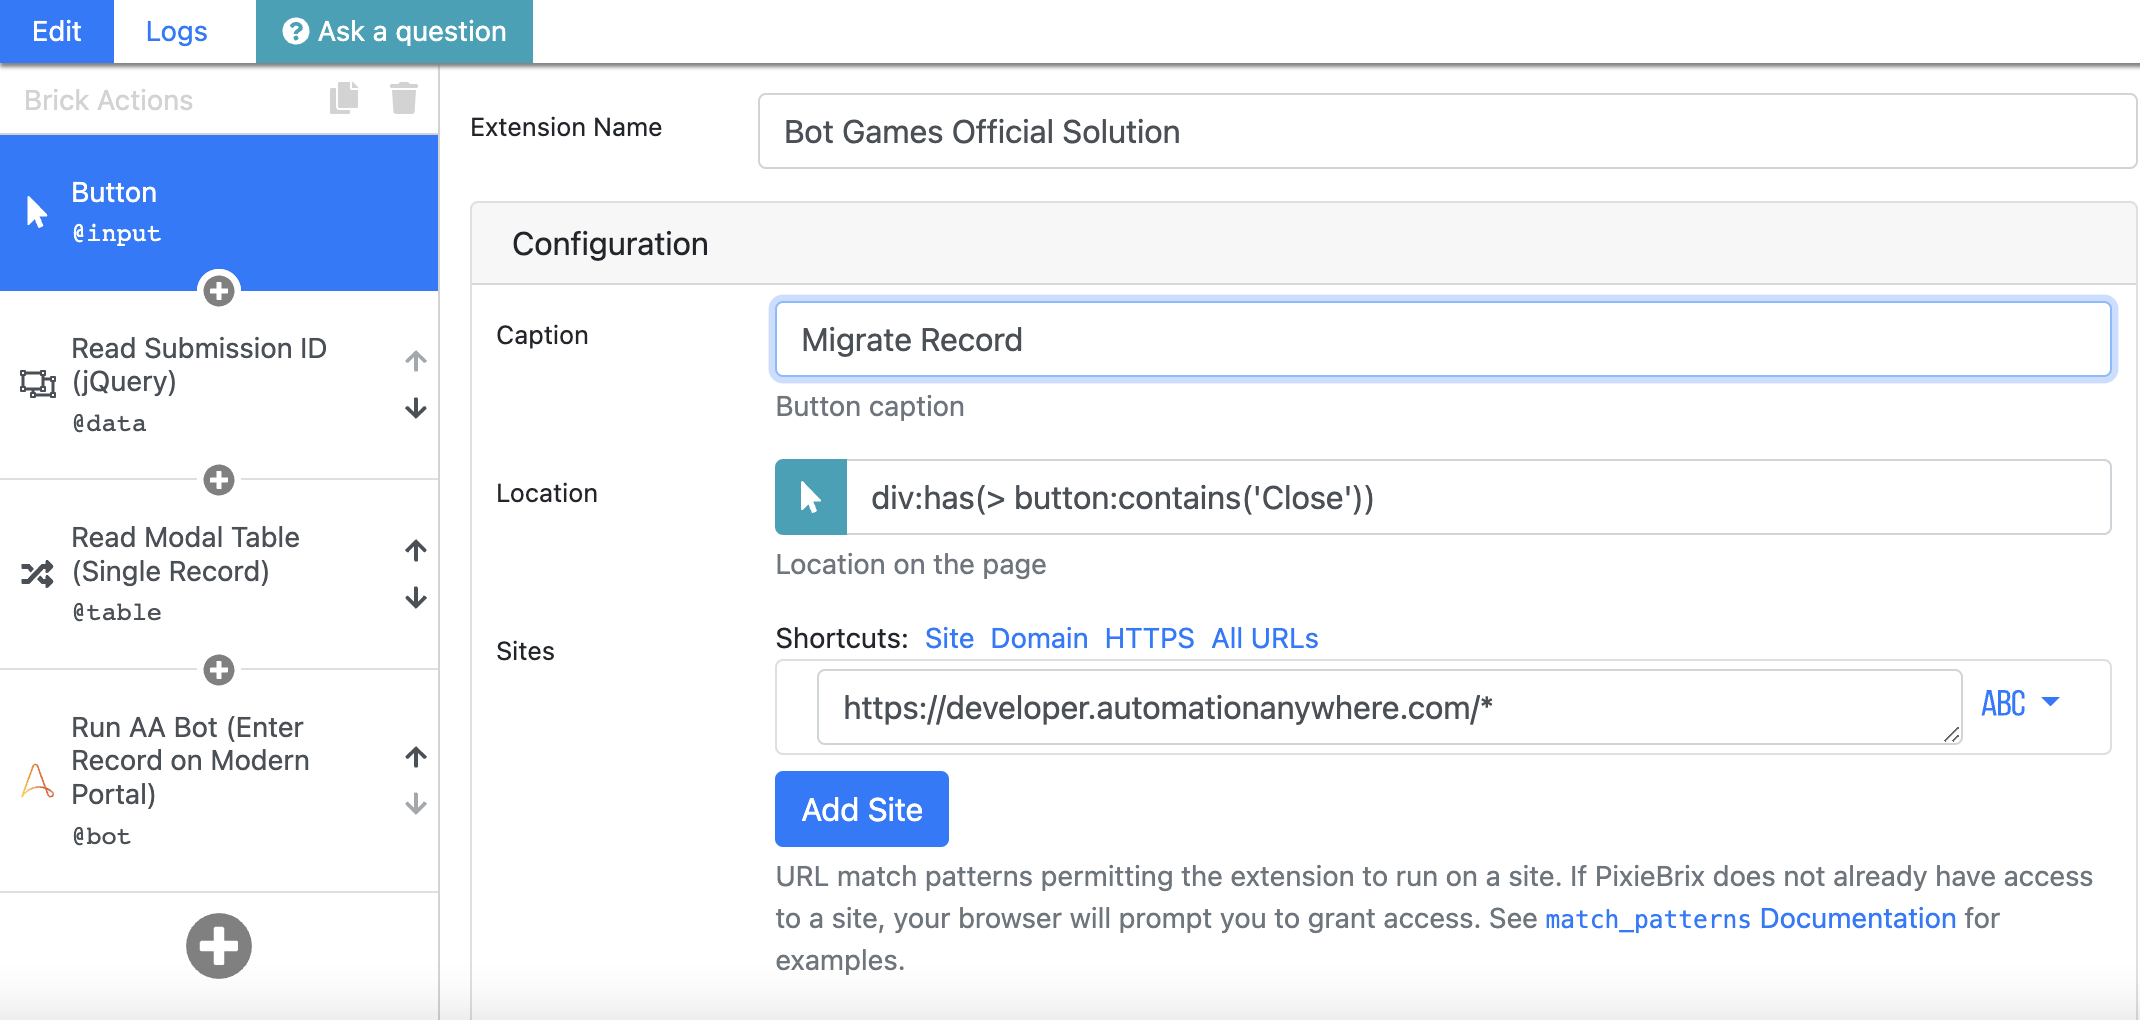 Edit Logs Ask a question
Brick Actions
Button
@input
Read Submission ID
(jQuery)
@data
Read Modal Table
(Single Record)
@table
Run AA Bot (Enter
Record on Modern
Portal)
@bot
Extension Name Bot Games Official Solution
Configuration
Caption Migrate Record
Button caption
Location div:has(> button:contains('Close'))
Location on the page
Sites Shortcuts: Site Domain HTTPS All URLs
https://developer.automationanywhere.com/* ABC
Add Site
URL match patterns permitting the extension to run on a site. If PixieBrix does not already have access
to a site, your browser will prompt you to grant access. See match_patterns Documentation for
examples.